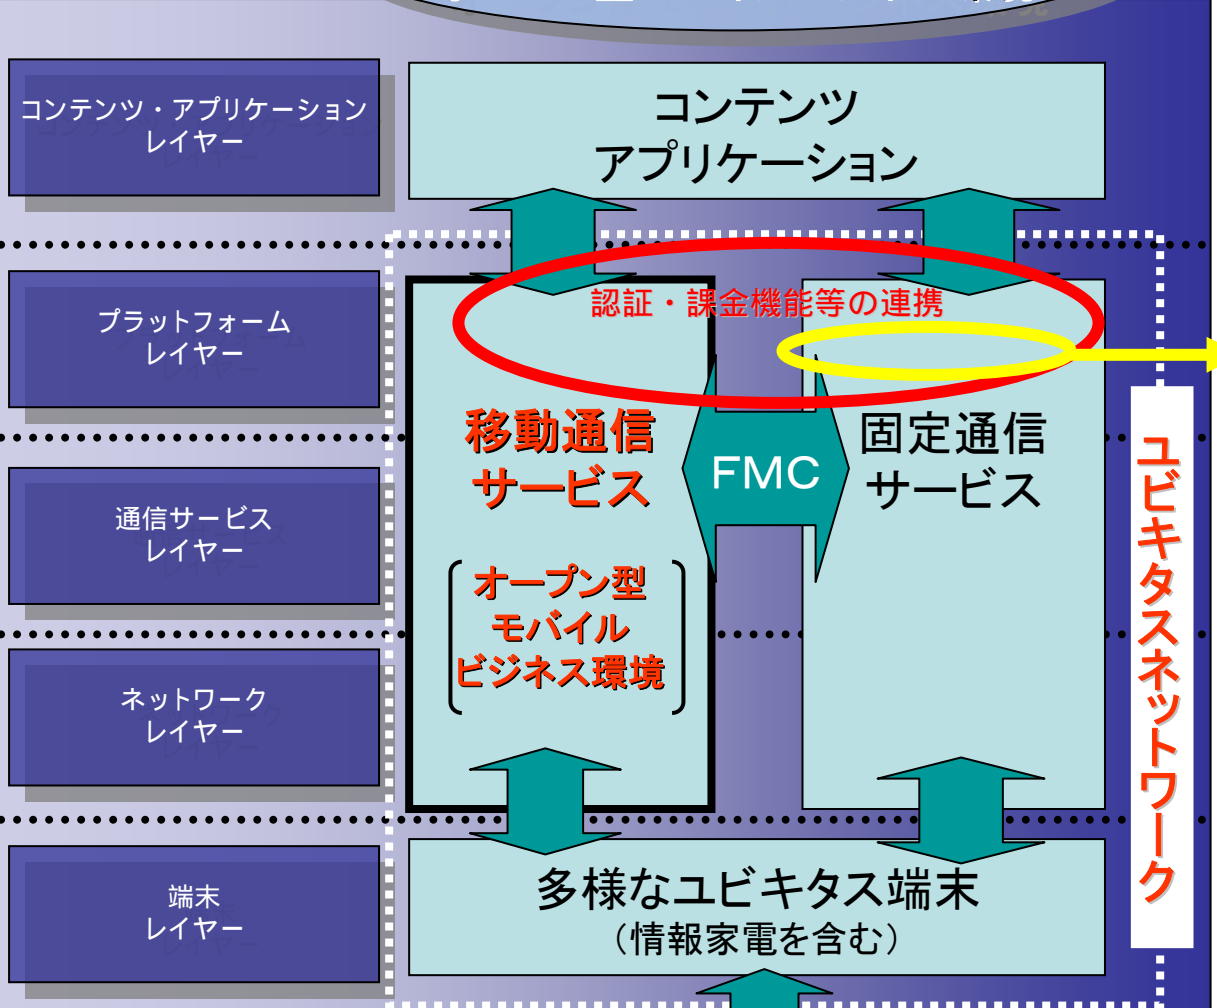 コンテンツ・アプリケーション
レイヤー
コンテンツ
アプリケーション
プラットフォーム
レイヤー
認証・課金機能等の連携
移動通信
サービス
FMC
固定通信
サービス
通信サービス
レイヤー
オープン型
モバイル
ビジネス環境
ネットワーク
レイヤー
端末
レイヤー
多様なユビキタス端末
（情報家電を含む）
ユビキタスネットワーク